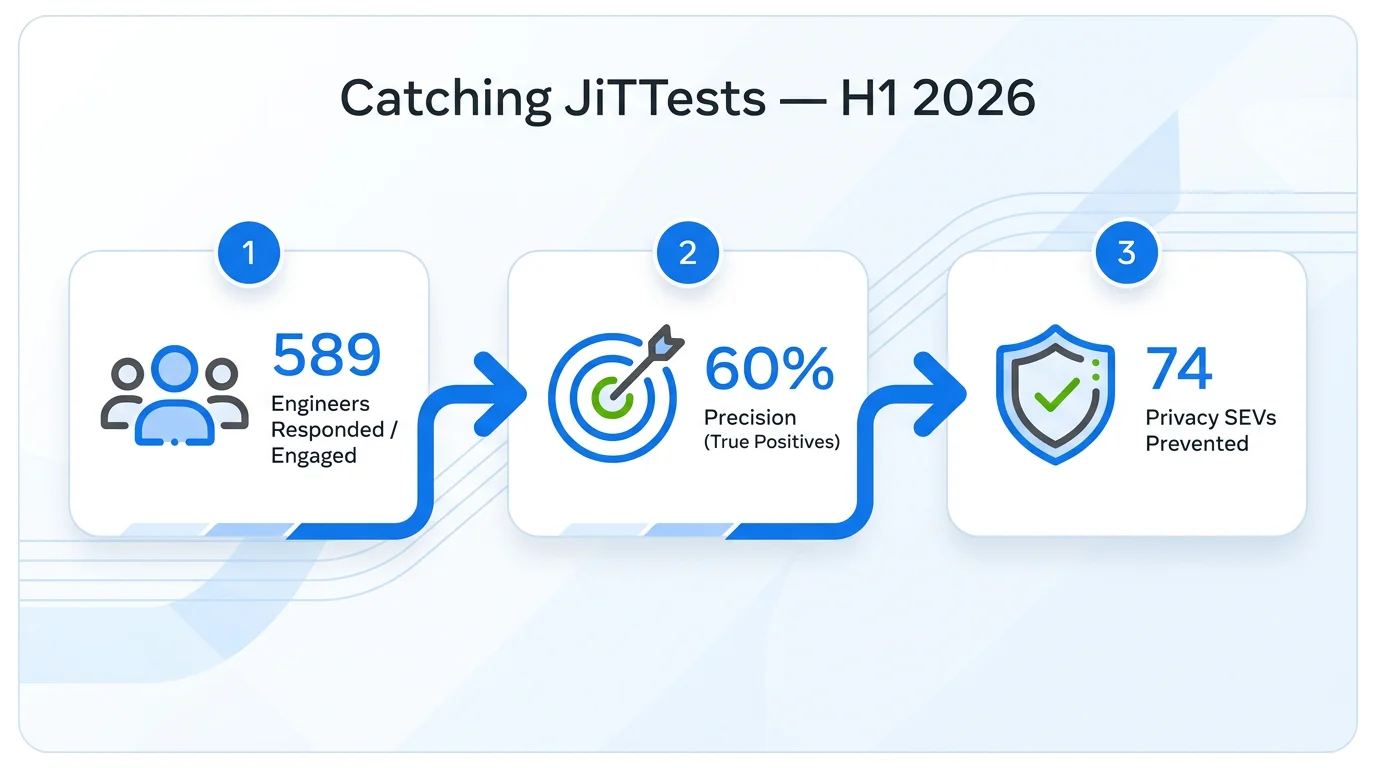 Catching JiTTests — H1 2026
1
589
Engineers
Responded /
Engaged
2
60%
Precision
(True Positives)
3
74
Privacy SEVs
Prevented